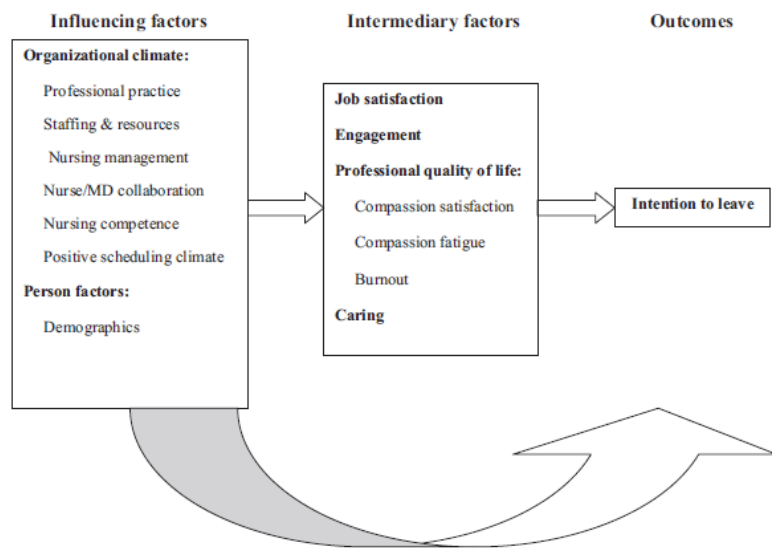 Influencing factors
Organizational climate:
Professional practice
Staffing & resources
Nursing management
Nurse/MD collaboration
Nursing competence
Positive scheduling climate
Person factors:
Demographics
Intermediary factors
Job satisfaction
Engagement
Professional quality of life:
Compassion satisfaction
Compassion fatigue
Burnout
Caring
Outcomes
Intention to leave